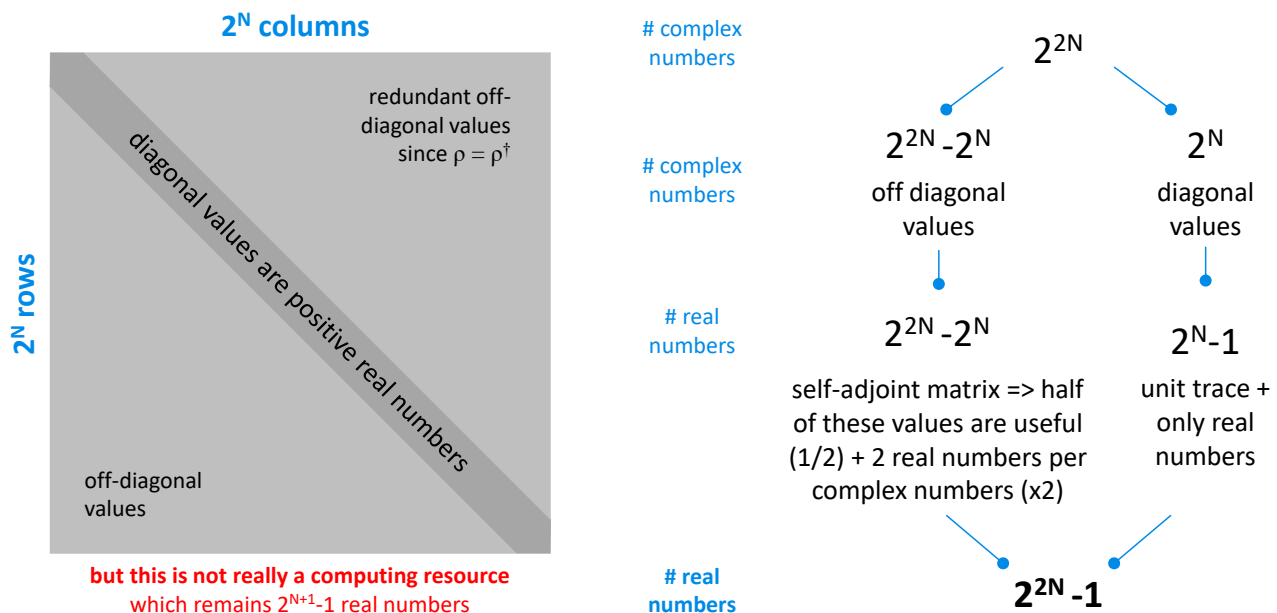 2^N columns
redundant off-
diagonal values
since ρ = ρ†
diagonal values are positive real numbers
2^N rows
off-diagonal
values
but this is not really a computing resource
which remains 2^{N+1}-1 real numbers
# complex
numbers
2^{2N}
# complex
numbers
2^{2N} -2^N
off diagonal
values
2^N
diagonal
values
# real
numbers
2^{2N} -2^N
self-adjoint matrix => half
of these values are useful
(1/2) + 2 real numbers per
complex numbers (x2)
2^N-1
unit trace +
only real
numbers
# real
numbers
2^{2N} -1